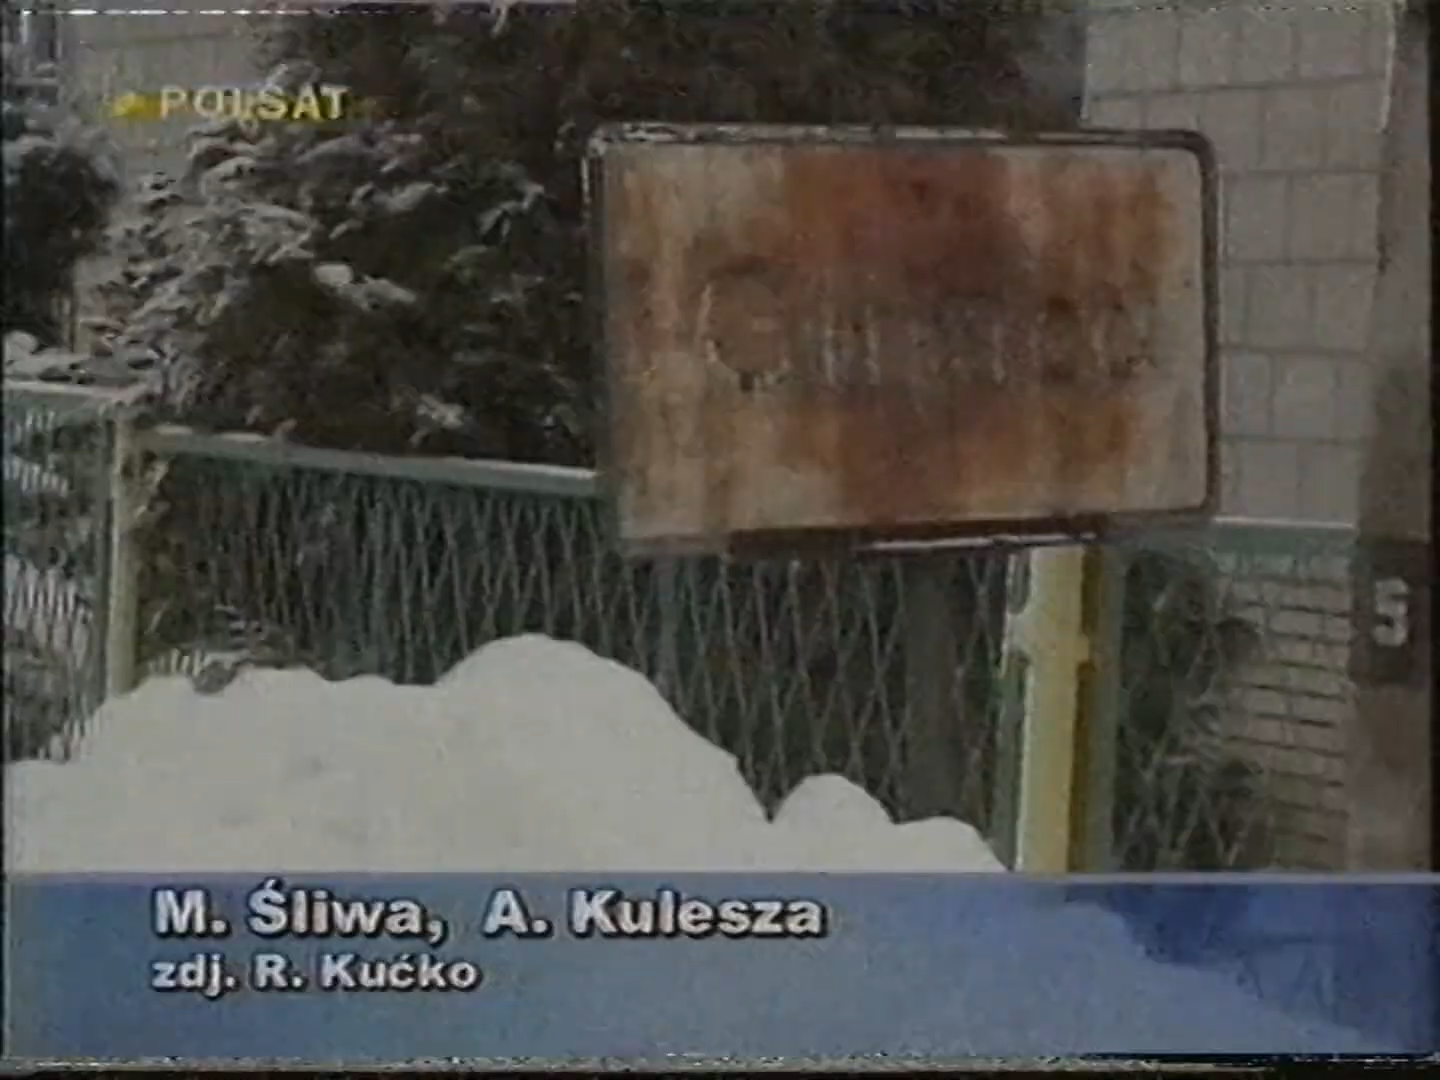 POLSAT
S
M. Śliwa, A. Kulesza
zdj. R. Kućko